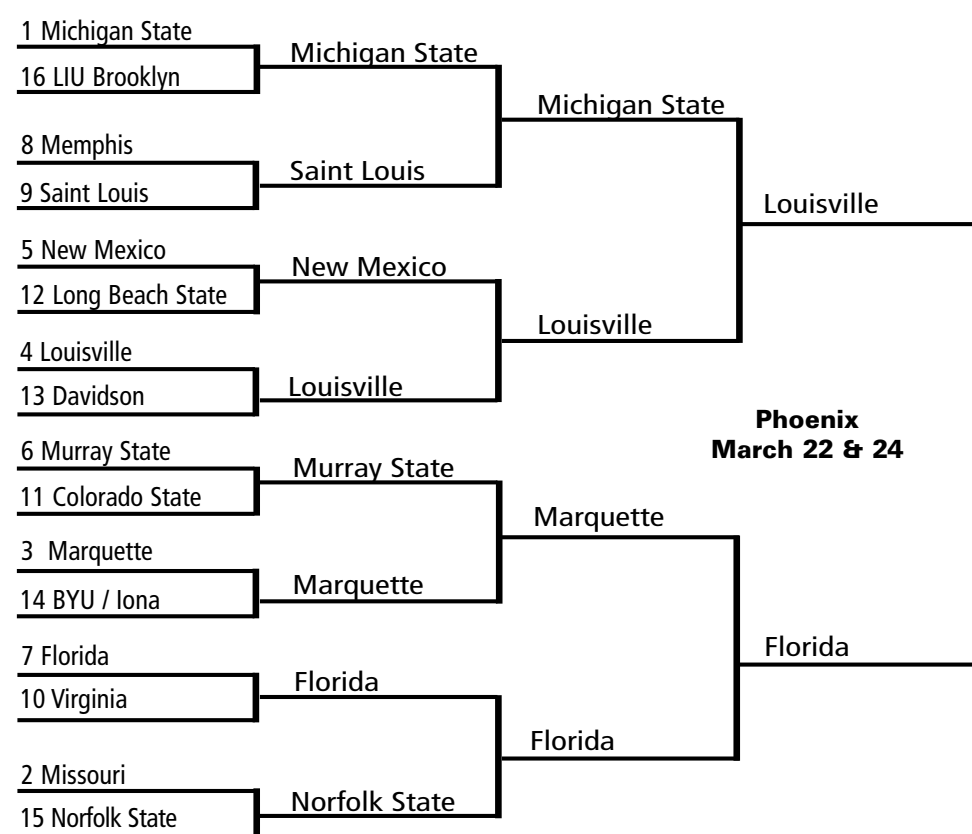 1 Michigan State
16 LIU Brooklyn
8 Memphis
9 Saint Louis
5 New Mexico
12 Long Beach State
4 Louisville
13 Davidson
6 Murray State
11 Colorado State
3 Marquette
14 BYU / Iona
7 Florida
10 Virginia
2 Missouri
15 Norfolk State
Michigan State
Saint Louis
New Mexico
Louisville
Murray State
Marquette
Florida
Norfolk State
Michigan State
Louisville
Marquette
Florida
Louisville
Florida
Phoenix
March 22 & 24